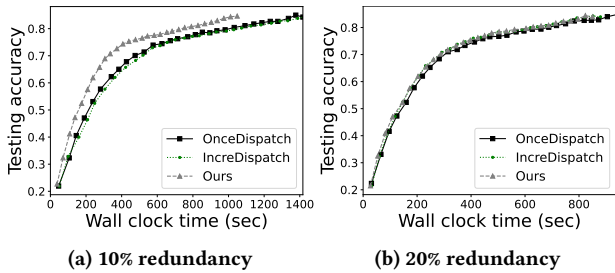 Testing accuracy
0.8
0.7
0.6
0.5
0.4
0.3
0.2
OnceDispatch
IncreDispatch
Ours
0 200 400 600 800 1000 1200 1400
Wall clock time (sec)
(a) 10% redundancy
Testing accuracy
0.8
0.7
0.6
0.5
0.4
0.3
0.2
OnceDispatch
IncreDispatch
Ours
0 200 400 600 800
Wall clock time (sec)
(b) 20% redundancy